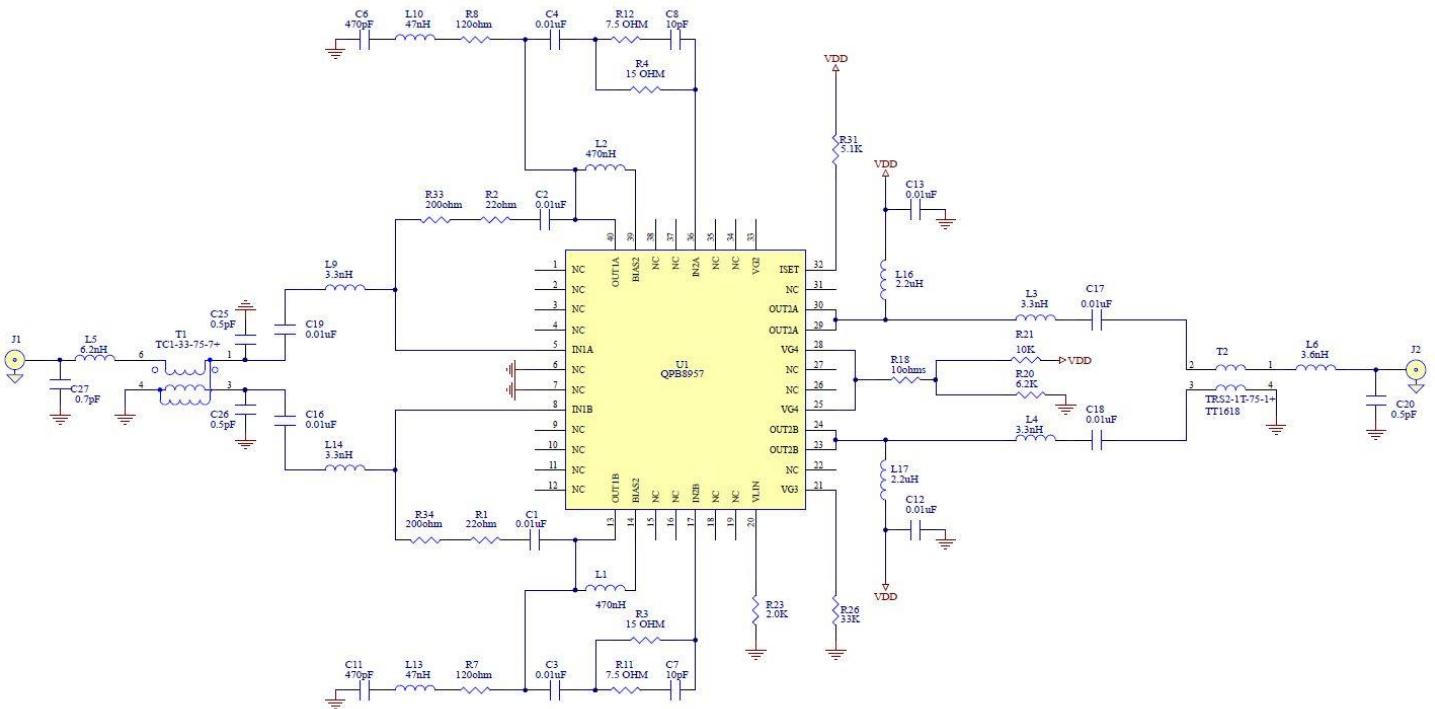 C6
470pF
L10
47nH
R8
120ohm
C4
0.01uF
R12
7.5 OHM
C8
10pF
R4
15 OHM
VDD
R31
5.1K
L2
470nH
VDD
C13
0.01uF
R33
200ohm
R2
22ohm
C2
0.01uF
40
39
38
37
36
35
34
33
OUT1A
BIAS2
NC
NC
IN2A
NC
NC
VG2
1
NC
2
NC
3
NC
4
NC
5
IN1A
6
NC
7
NC
8
IN1B
9
NC
10
NC
11
NC
12
NC
U1
QPB8957
ISET
32
NC
31
OUT2A
30
OUT2A
29
VG4
28
NC
27
NC
26
VG4
25
OUT2B
24
OUT2B
23
NC
22
VG3
21
OUT1B
BIAS2
NC
NC
IN2B
NC
NC
VLIN
13
14
15
16
17
18
19
20
L9
3.3nH
C25
0.5pF
C19
0.01uF
J1
L5
6.2nH
T1
TC1-33-75-7+
6
1
4
3
C27
0.7pF
C26
0.5pF
C16
0.01uF
L14
3.3nH
L16
2.2uH
L3
3.3nH
C17
0.01uF
R21
10K
VDD
R18
10ohms
R20
6.2K
T2
2
1
3
4
TRS2-1T-75-1+
TT1618
L6
3.6nH
J2
C20
0.5pF
L4
3.3nH
C18
0.01uF
L17
2.2uH
C12
0.01uF
VDD
R34
200ohm
R1
22ohm
C1
0.01uF
L1
470nH
R23
2.0K
R26
33K
R3
15 OHM
C11
470pF
L13
47nH
R7
120ohm
C3
0.01uF
R11
7.5 OHM
C7
10pF